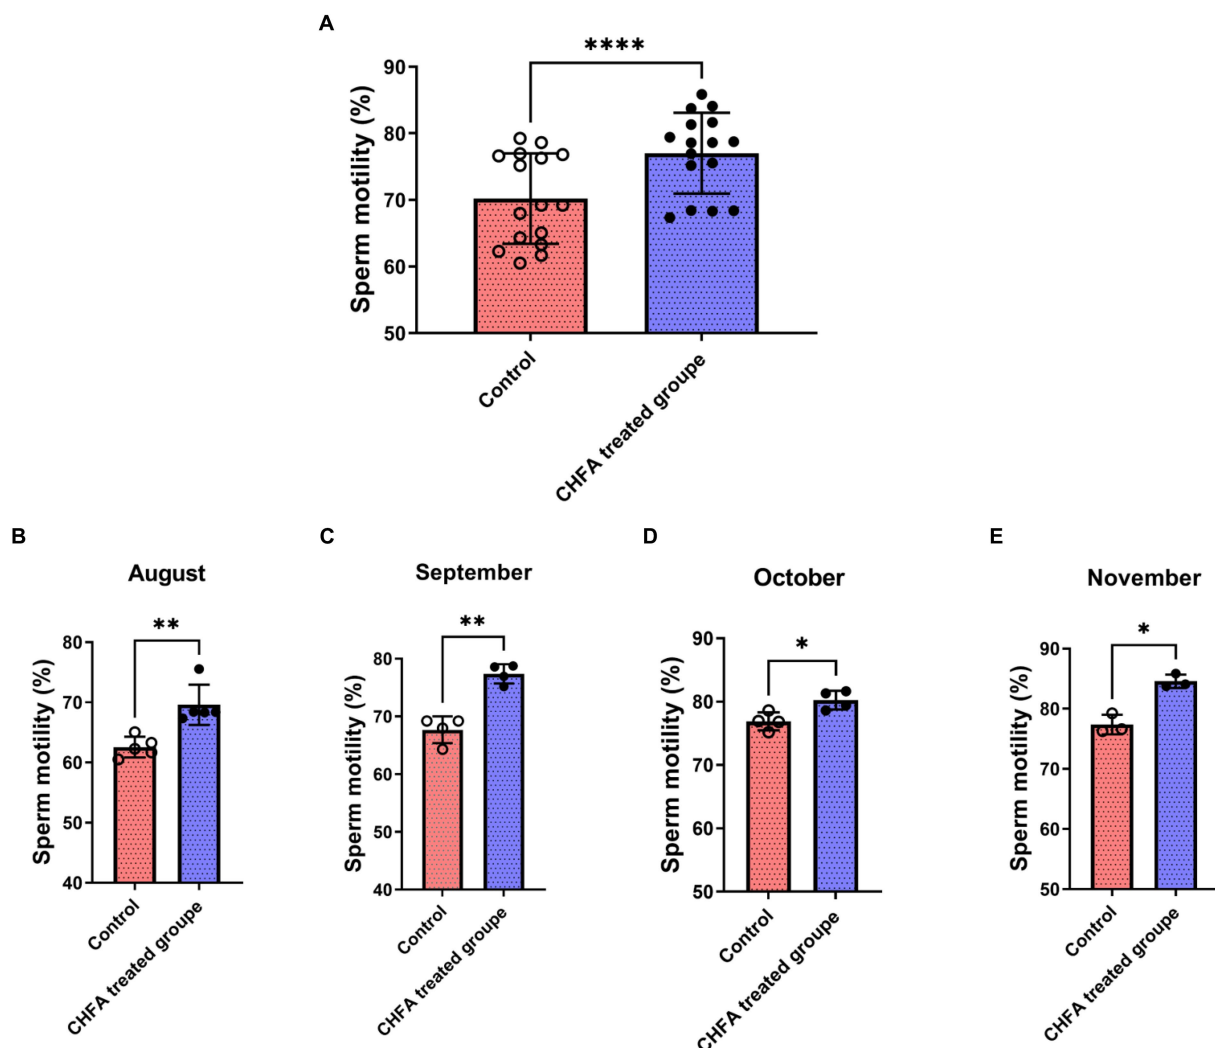 A
****
Sperm motility (%)
90
80
70
60
50
Control
CHFA treated groupe
B
August
**
Sperm motility (%)
80
70
60
50
40
Control
CHFA treated groupe
C
September
**
Sperm motility (%)
80
70
60
50
40
Control
CHFA treated groupe
D
October
*
Sperm motility (%)
90
80
70
60
50
Control
CHFA treated groupe
E
November
*
Sperm motility (%)
90
80
70
60
50
Control
CHFA treated groupe